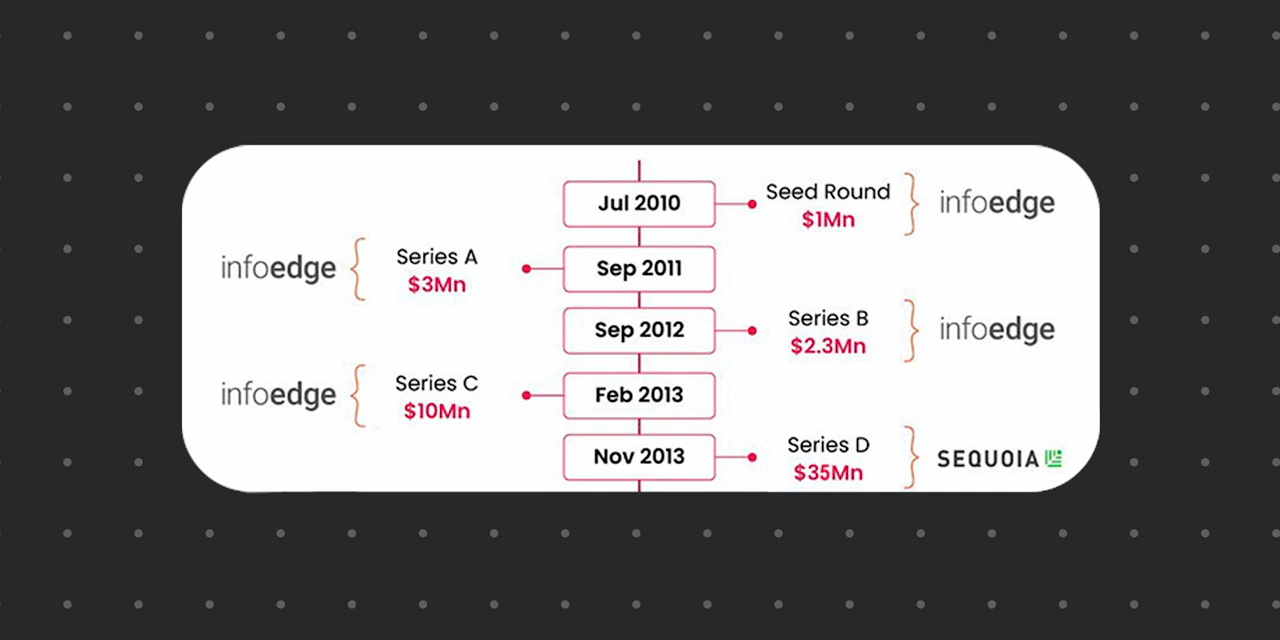 Jul 2010
Seed Round
$1Mn
infoedge
infoedge
Series A
$3Mn
Sep 2011
Sep 2012
Series B
$2.3Mn
infoedge
infoedge
Series C
$10Mn
Feb 2013
Nov 2013
Series D
$35Mn
SEQUOIA